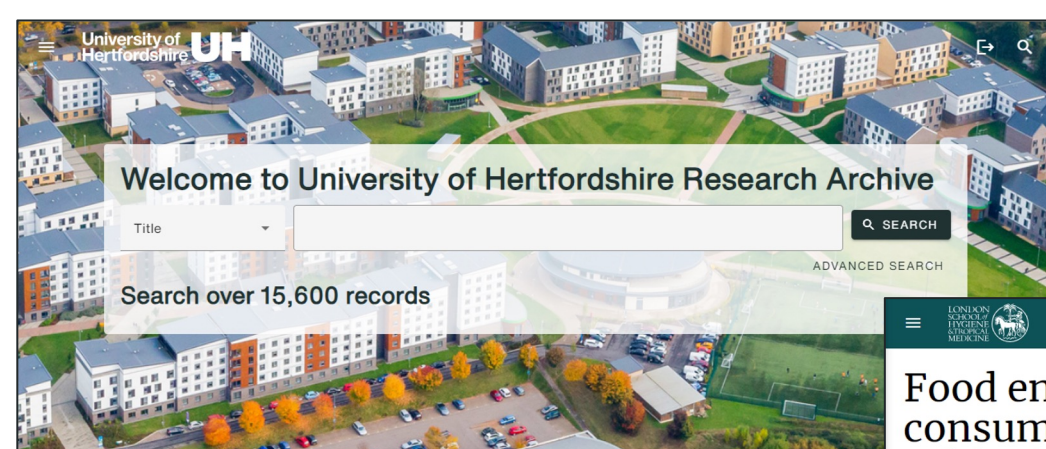 University of
Hertfordshire UH
Welcome to University of Hertfordshire Research Archive
Title
SEARCH
ADVANCED SEARCH
Search over 15,600 records
LONDON
SCHOOL of
HYGIENE
& TROPICAL
MEDICINE
Food en
consum